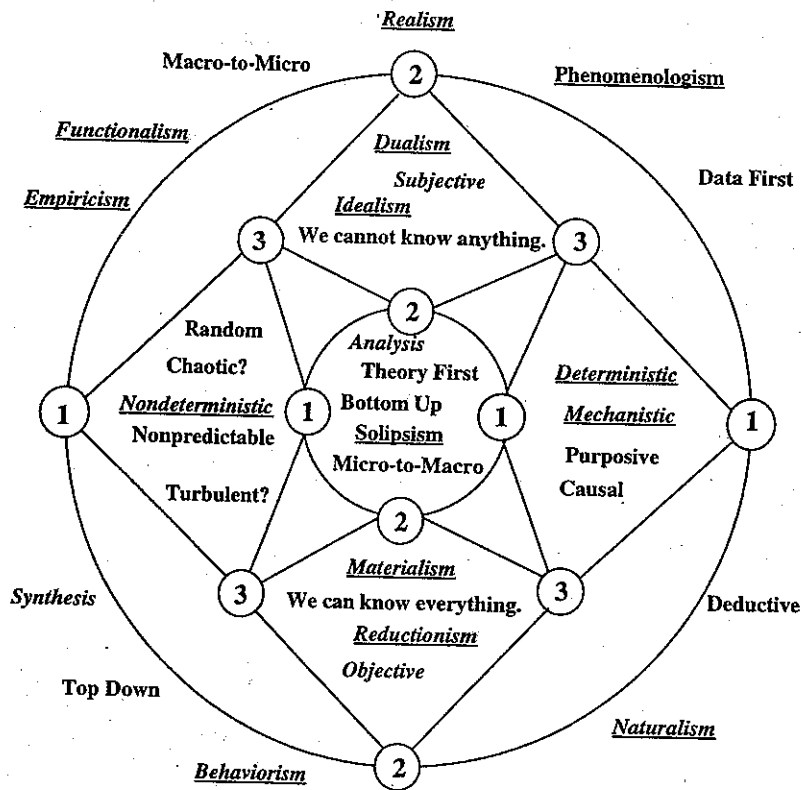 Realism
Macro-to-Micro
2
Phenomenologism
Functionalism
Dualism
Subjective
Data First
Empiricism
Idealism
3
We cannot know anything.
3
2
Random
Analysis
Chaotic?
Theory First
Deterministic
1
Nondeterministic
1
Bottom Up
1
Mechanistic
1
Nonpredictable
Solipsism
Purposive
Micro-to-Macro
Turbulent?
Causal
2
Materialism
Synthesis
3
We can know everything.
3
Deductive
Reductionism
Objective
Top Down
Naturalism
Behaviorism
2